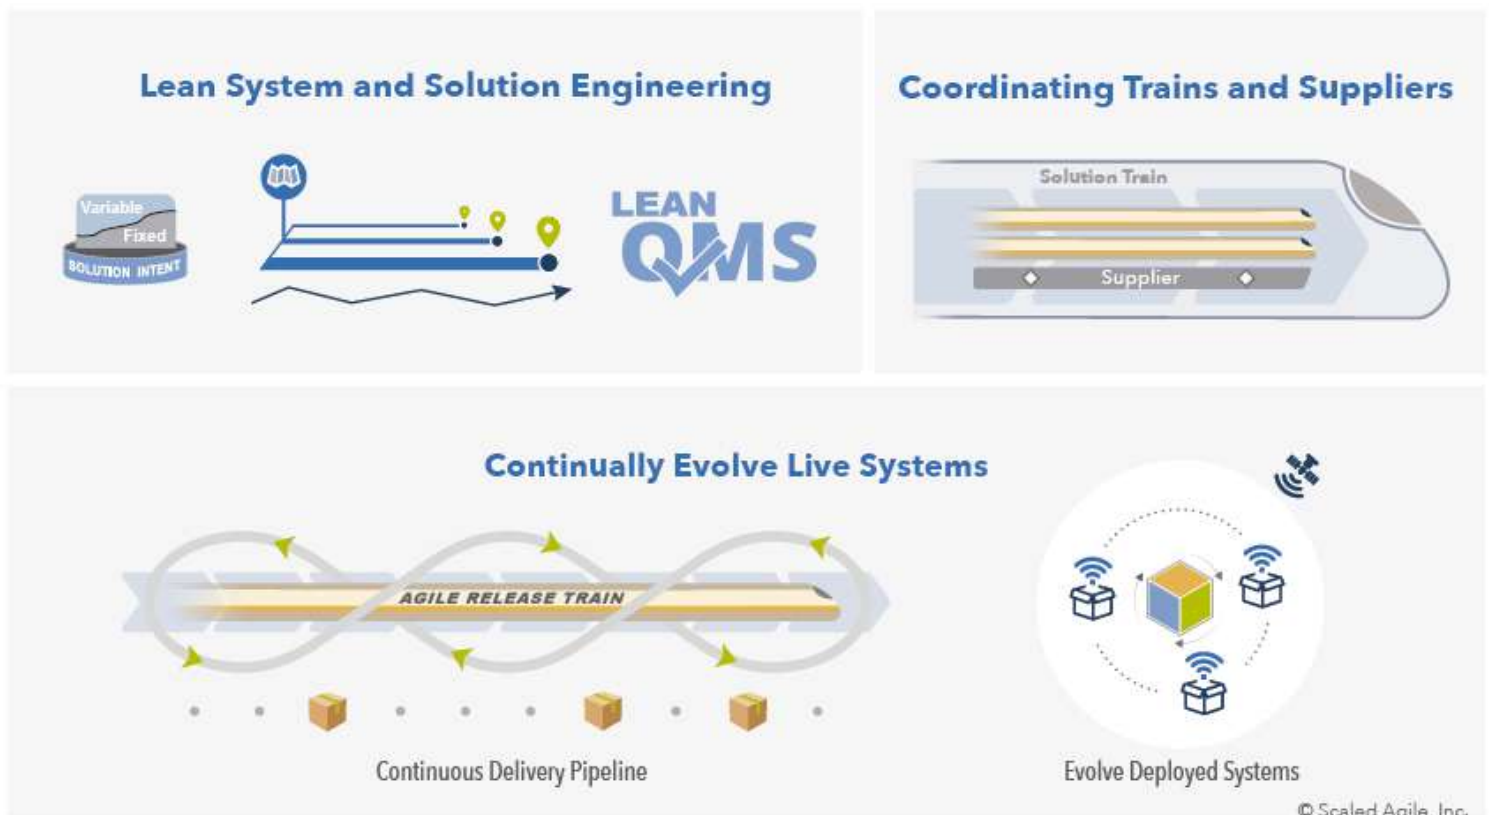 Lean System and Solution Engineering
Variable
Fixed
SOLUTION INTENT
LEAN
QMS
Coordinating Trains and Suppliers
Solution Train
Supplier
Continually Evolve Live Systems
AGILE RELEASE TRAIN
Continuous Delivery Pipeline
Evolve Deployed Systems
© Scaled Agile, Inc.